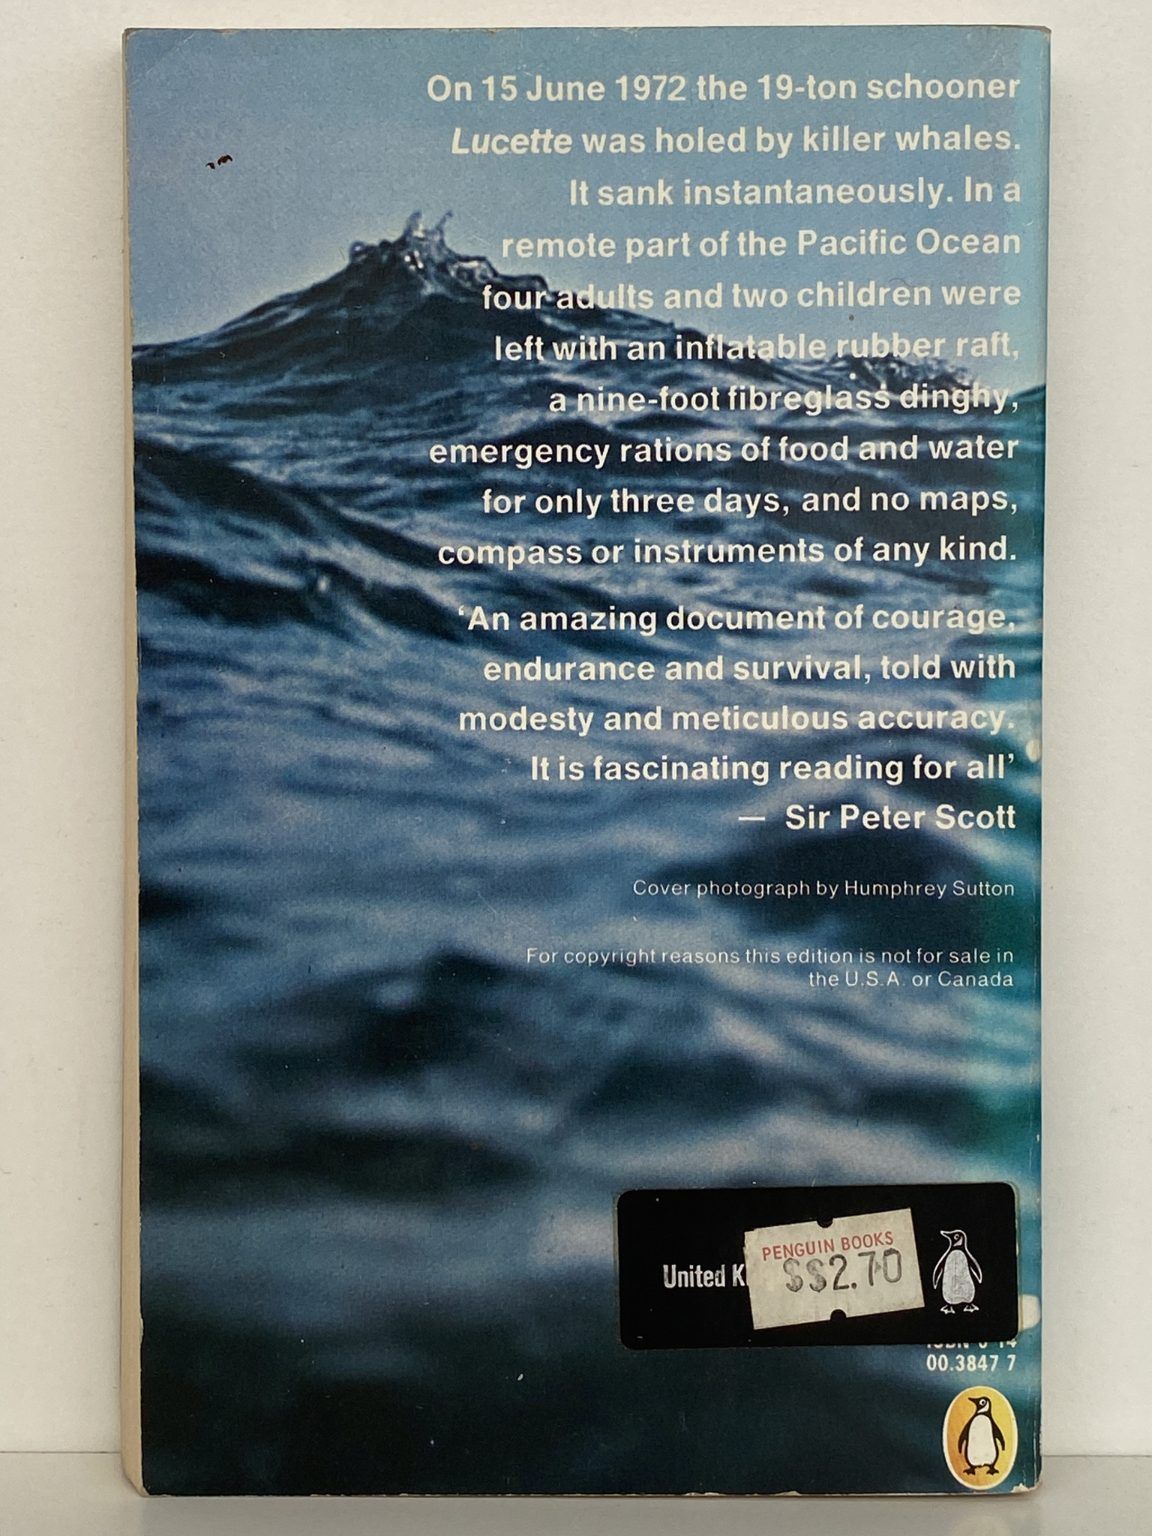 On 15 June 1972 the 19-ton schooner
Lucette was holed by killer whales.
It sank instantaneously. In a
remote part of the Pacific Ocean
four adults and two children were
left with an inflatable rubber raft,
a nine-foot fibreglass dinghy,
emergency rations of food and water
for only three days, and no maps,
compass or instruments of any kind.
‘An amazing document of courage,
endurance and survival, told with
modesty and meticulous accuracy.
It is fascinating reading for all’
— Sir Peter Scott
Cover photograph by Humphrey Sutton
For copyright reasons this edition is not for sale in
the U.S.A. or Canada
PENGUIN BOOKS
United
S$2.70
00.3847 7